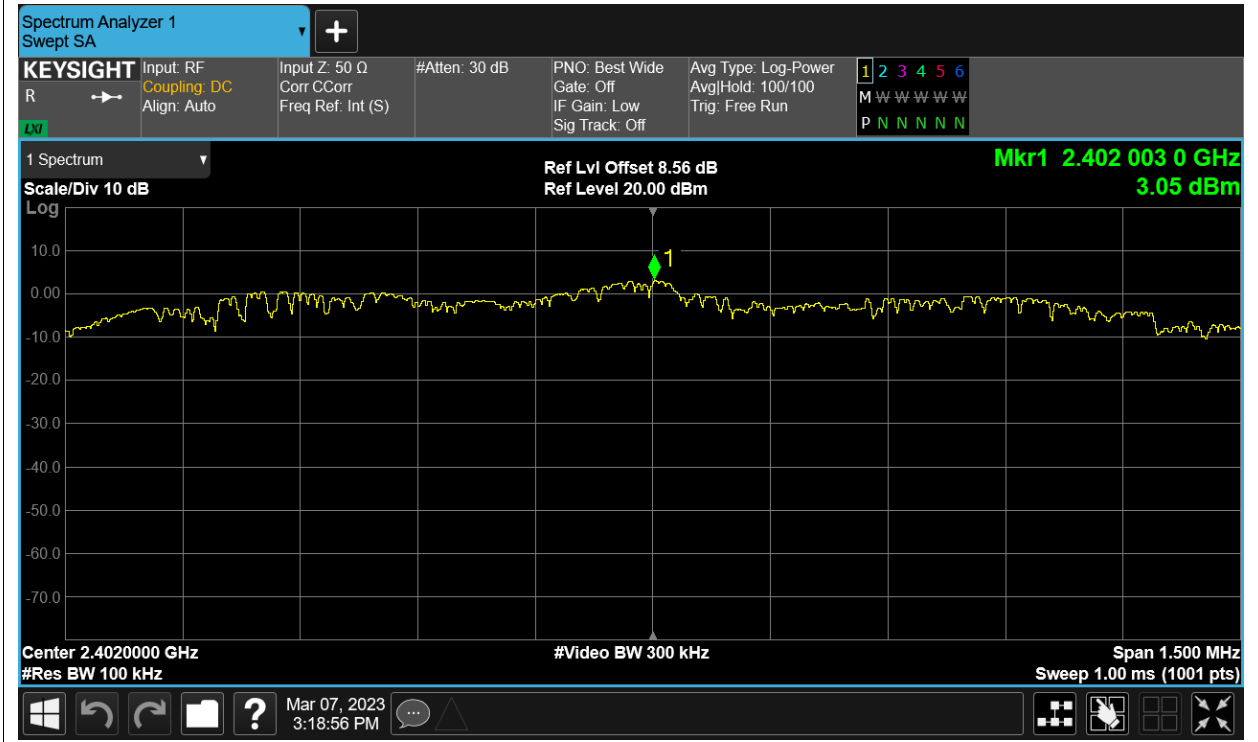 Spectrum Analyzer 1
Swept SA
KEYSIGHT
R
LXI
Input: RF
Coupling: DC
Align: Auto
Input Z: 50 Ω
Corr CCorr
Freq Ref: Int (S)
#Atten: 30 dB
PNO: Best Wide
Gate: Off
IF Gain: Low
Sig Track: Off
Avg Type: Log-Power
Avg|Hold: 100/100
Trig: Free Run
1 2 3 4 5 6
M W W W W W
P N N N N N
1 Spectrum
Scale/Div 10 dB
Log
Ref Lvl Offset 8.56 dB
Ref Level 20.00 dBm
Mkr1 2.402 003 0 GHz
3.05 dBm
10.0
0.00
-10.0
-20.0
-30.0
-40.0
-50.0
-60.0
-70.0
1
Center 2.4020000 GHz
#Res BW 100 kHz
#Video BW 300 kHz
Span 1.500 MHz
Sweep 1.00 ms (1001 pts)
?
Mar 07, 2023
3:18:56 PM